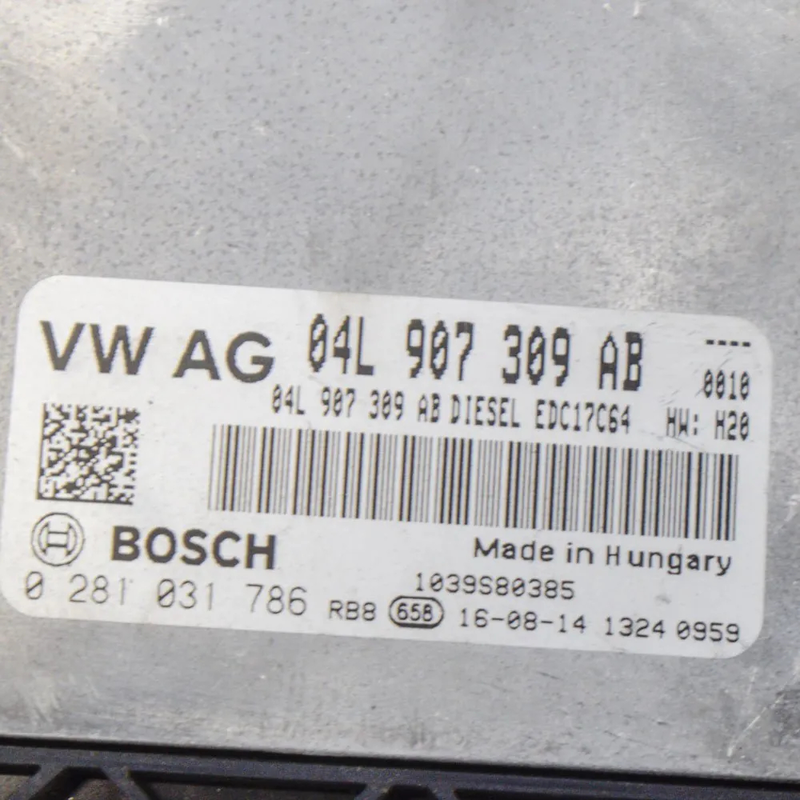 VW AG 04L 907 309 AB ----
0010
04L 907 309 AB DIESEL EDC17C64 HW: H20
BOSCH Made in Hungary
1039S80385
0 281 031 786 RB8 658 16-08-14 1324 0959